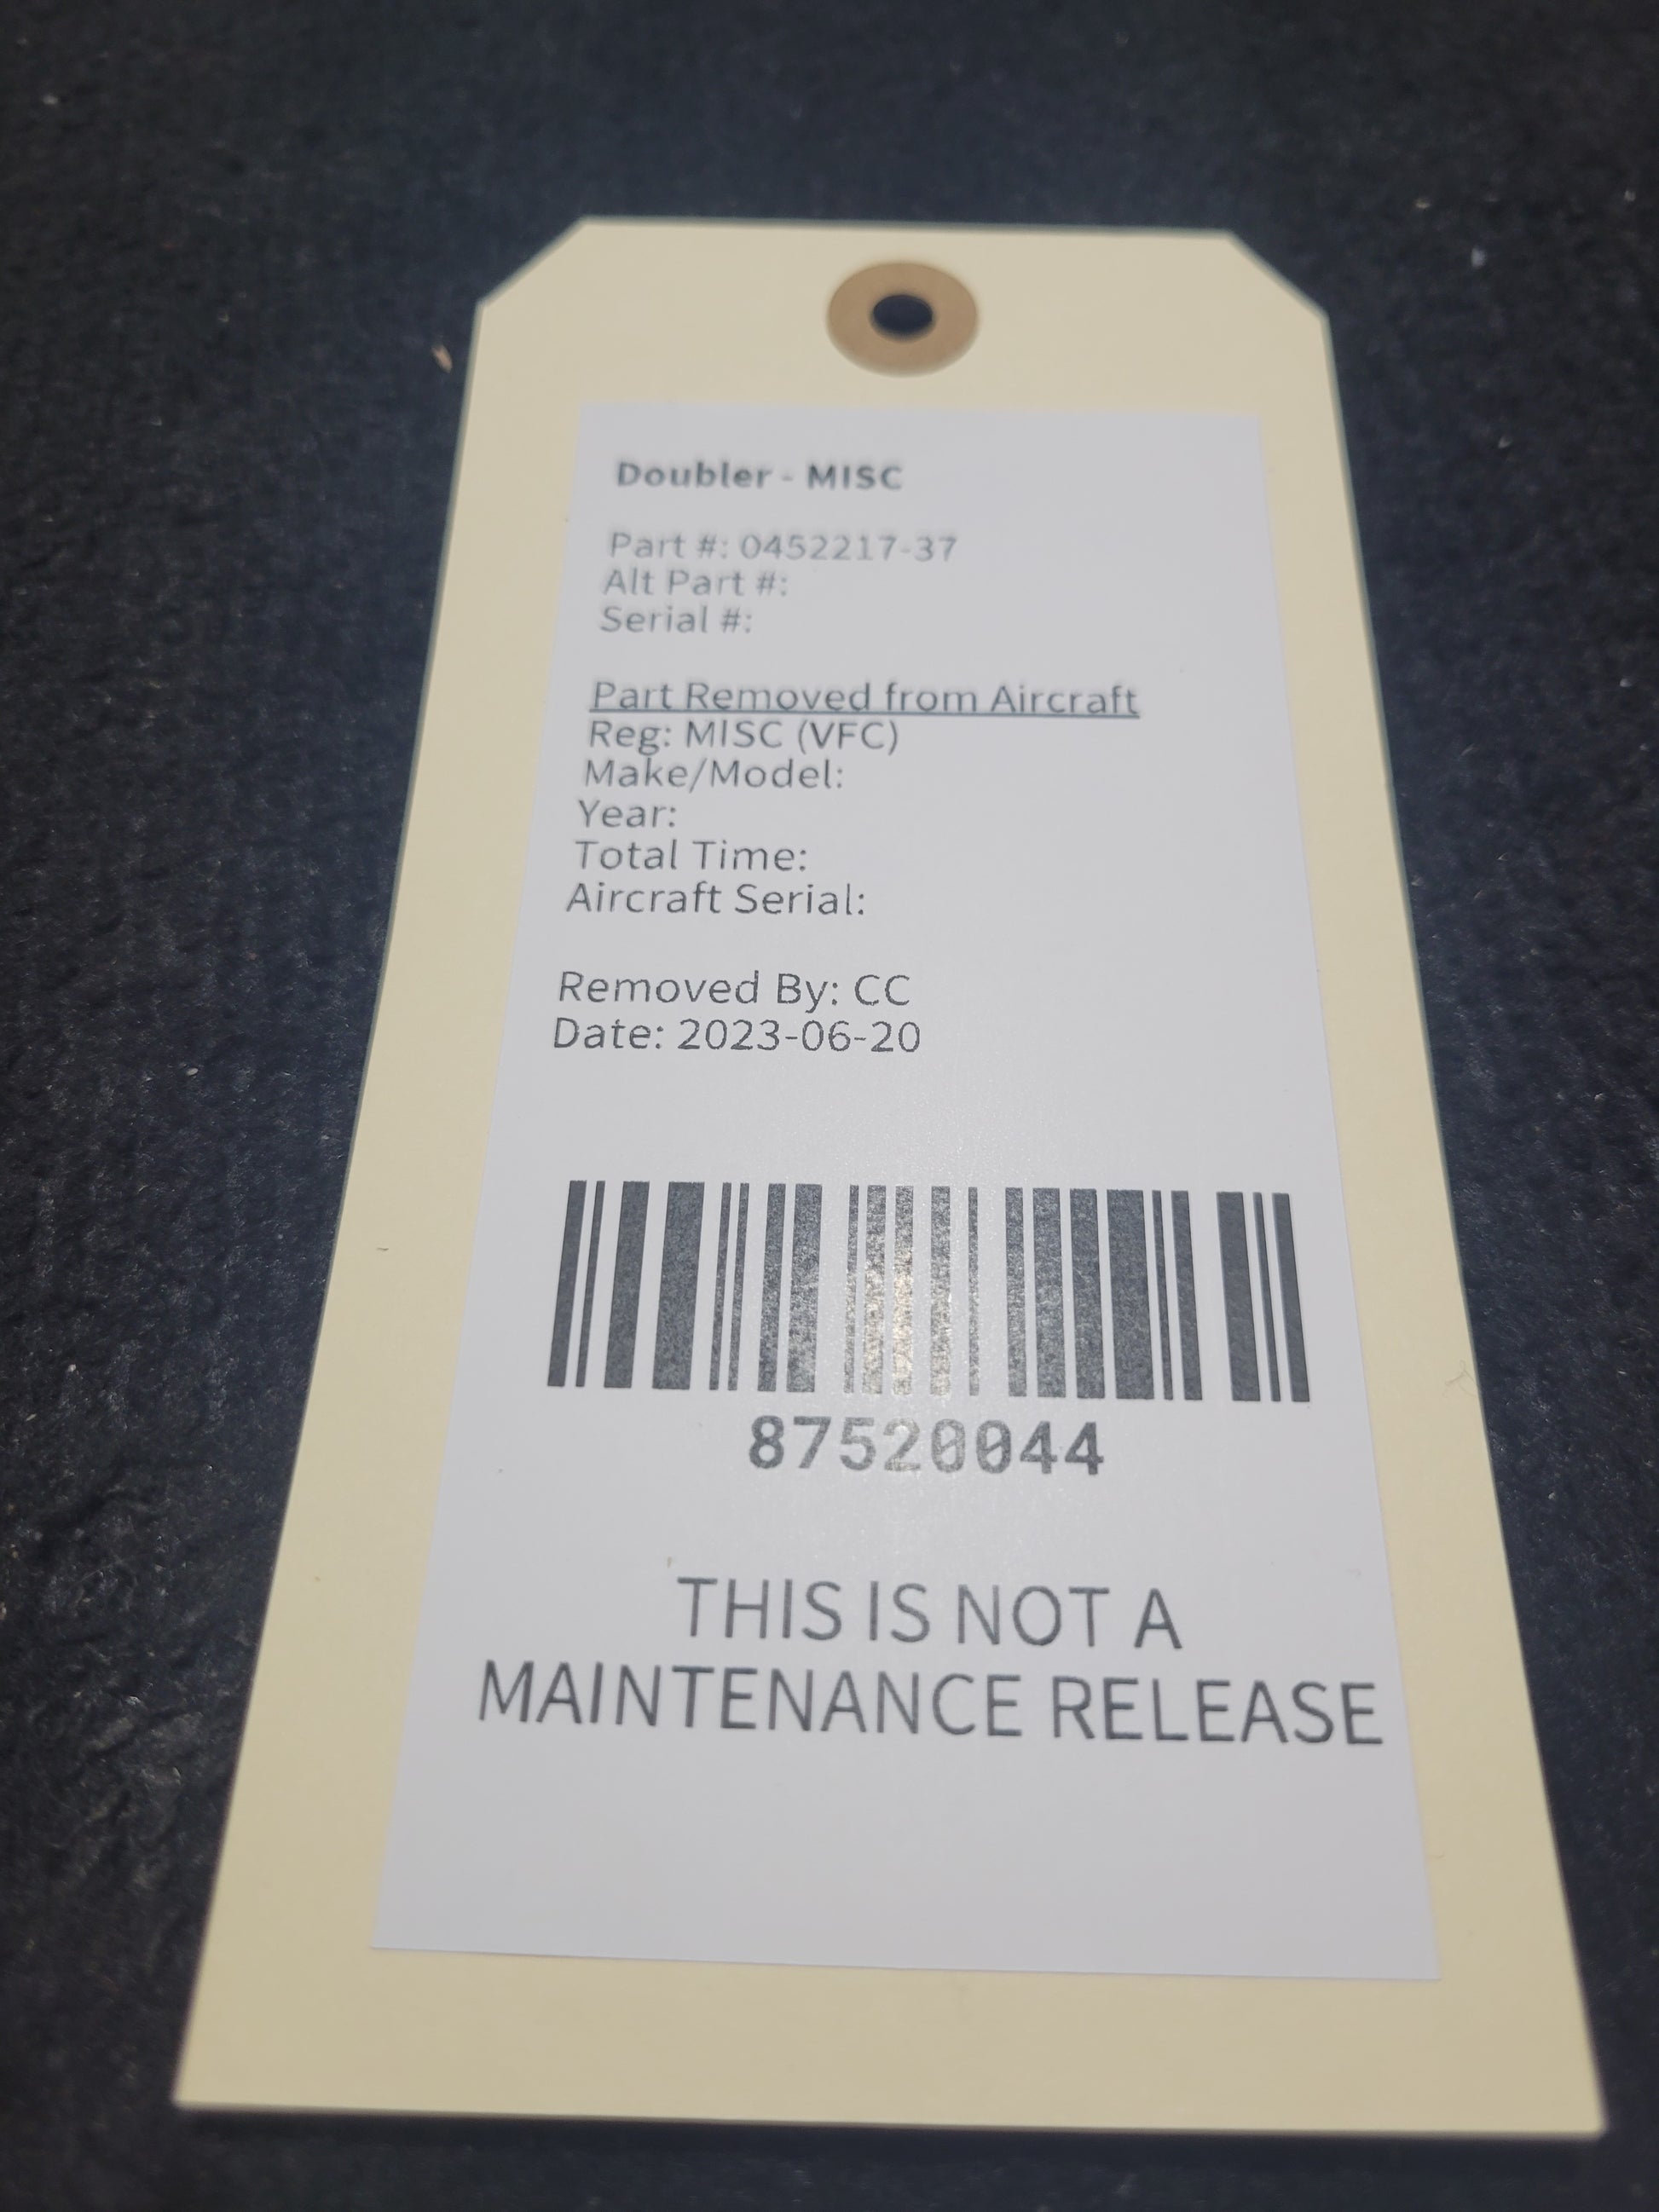 Doubler - MISC
Part #: 0452217-37
Alt Part #:
Serial #:
Part Removed from Aircraft
Reg: MISC (VFC)
Make/Model:
Year:
Total Time:
Aircraft Serial:
Removed By: CC
Date: 2023-06-20
87520044
THIS IS NOT A
MAINTENANCE RELEASE